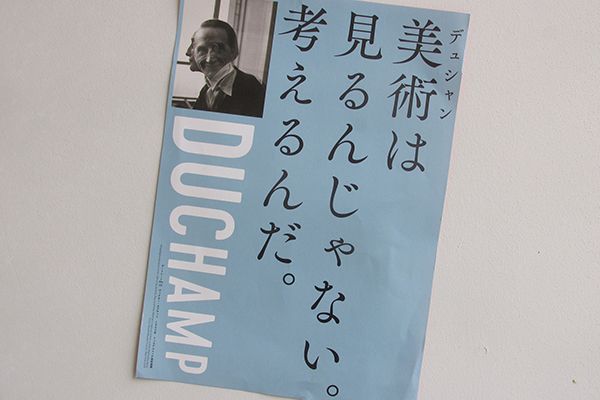 デュシャン
美術は
見るんじゃない。
考えるんだ。
DUCHAMP